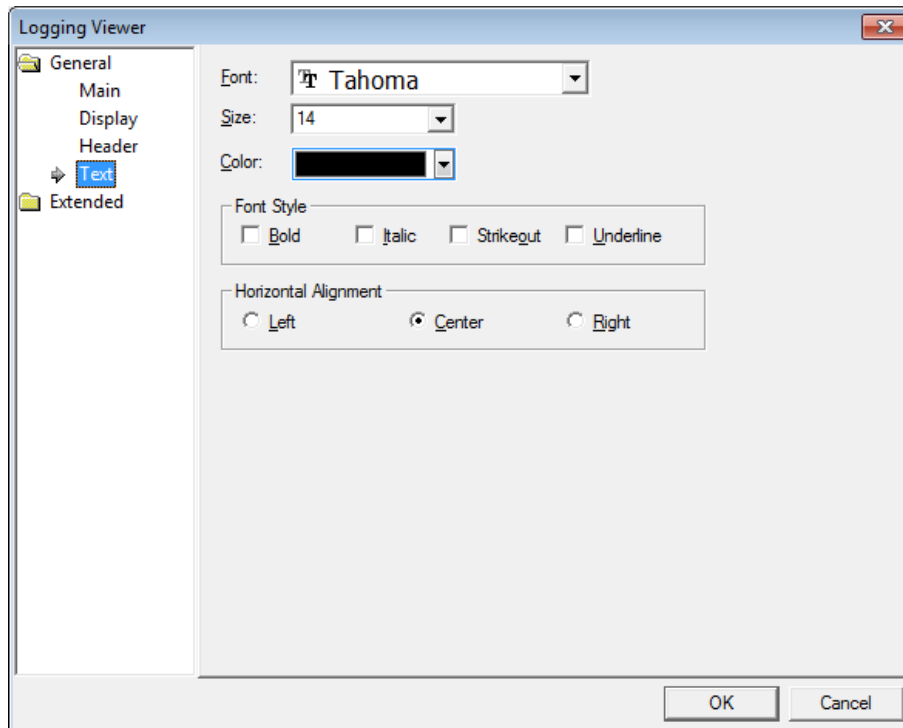 Logging Viewer
General
Main
Display
Header
Text
Extended
Font: Tahoma
Size: 14
Color:
Font Style
Bold Italic Strikeout Underline
Horizontal Alignment
Left Center Right
OK Cancel